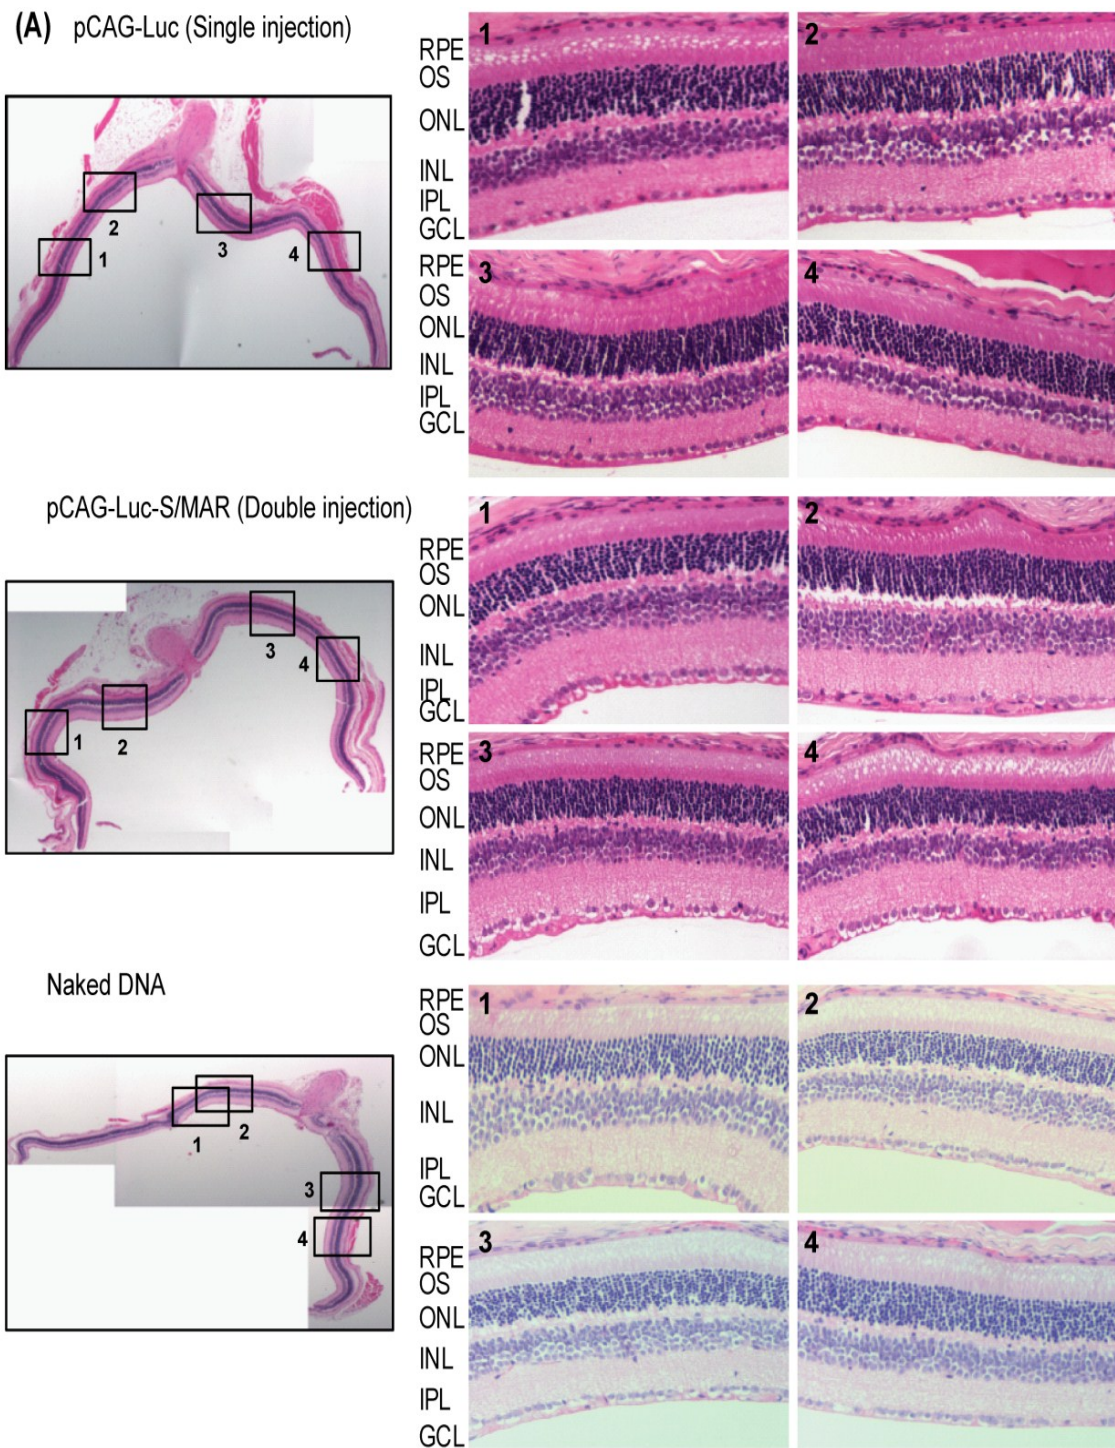 (A) pCAG-Luc (Single injection)
1
2
3
4
RPE
OS
ONL
INL
IPL
GCL
1
2
RPE
OS
ONL
INL
IPL
GCL
3
4
pCAG-Luc-S/MAR (Double injection)
1
2
3
4
RPE
OS
ONL
INL
IPL
GCL
1
2
RPE
OS
ONL
INL
IPL
GCL
3
4
Naked DNA
1
2
3
4
RPE
OS
ONL
INL
IPL
GCL
1
2
RPE
OS
ONL
INL
IPL
GCL
3
4